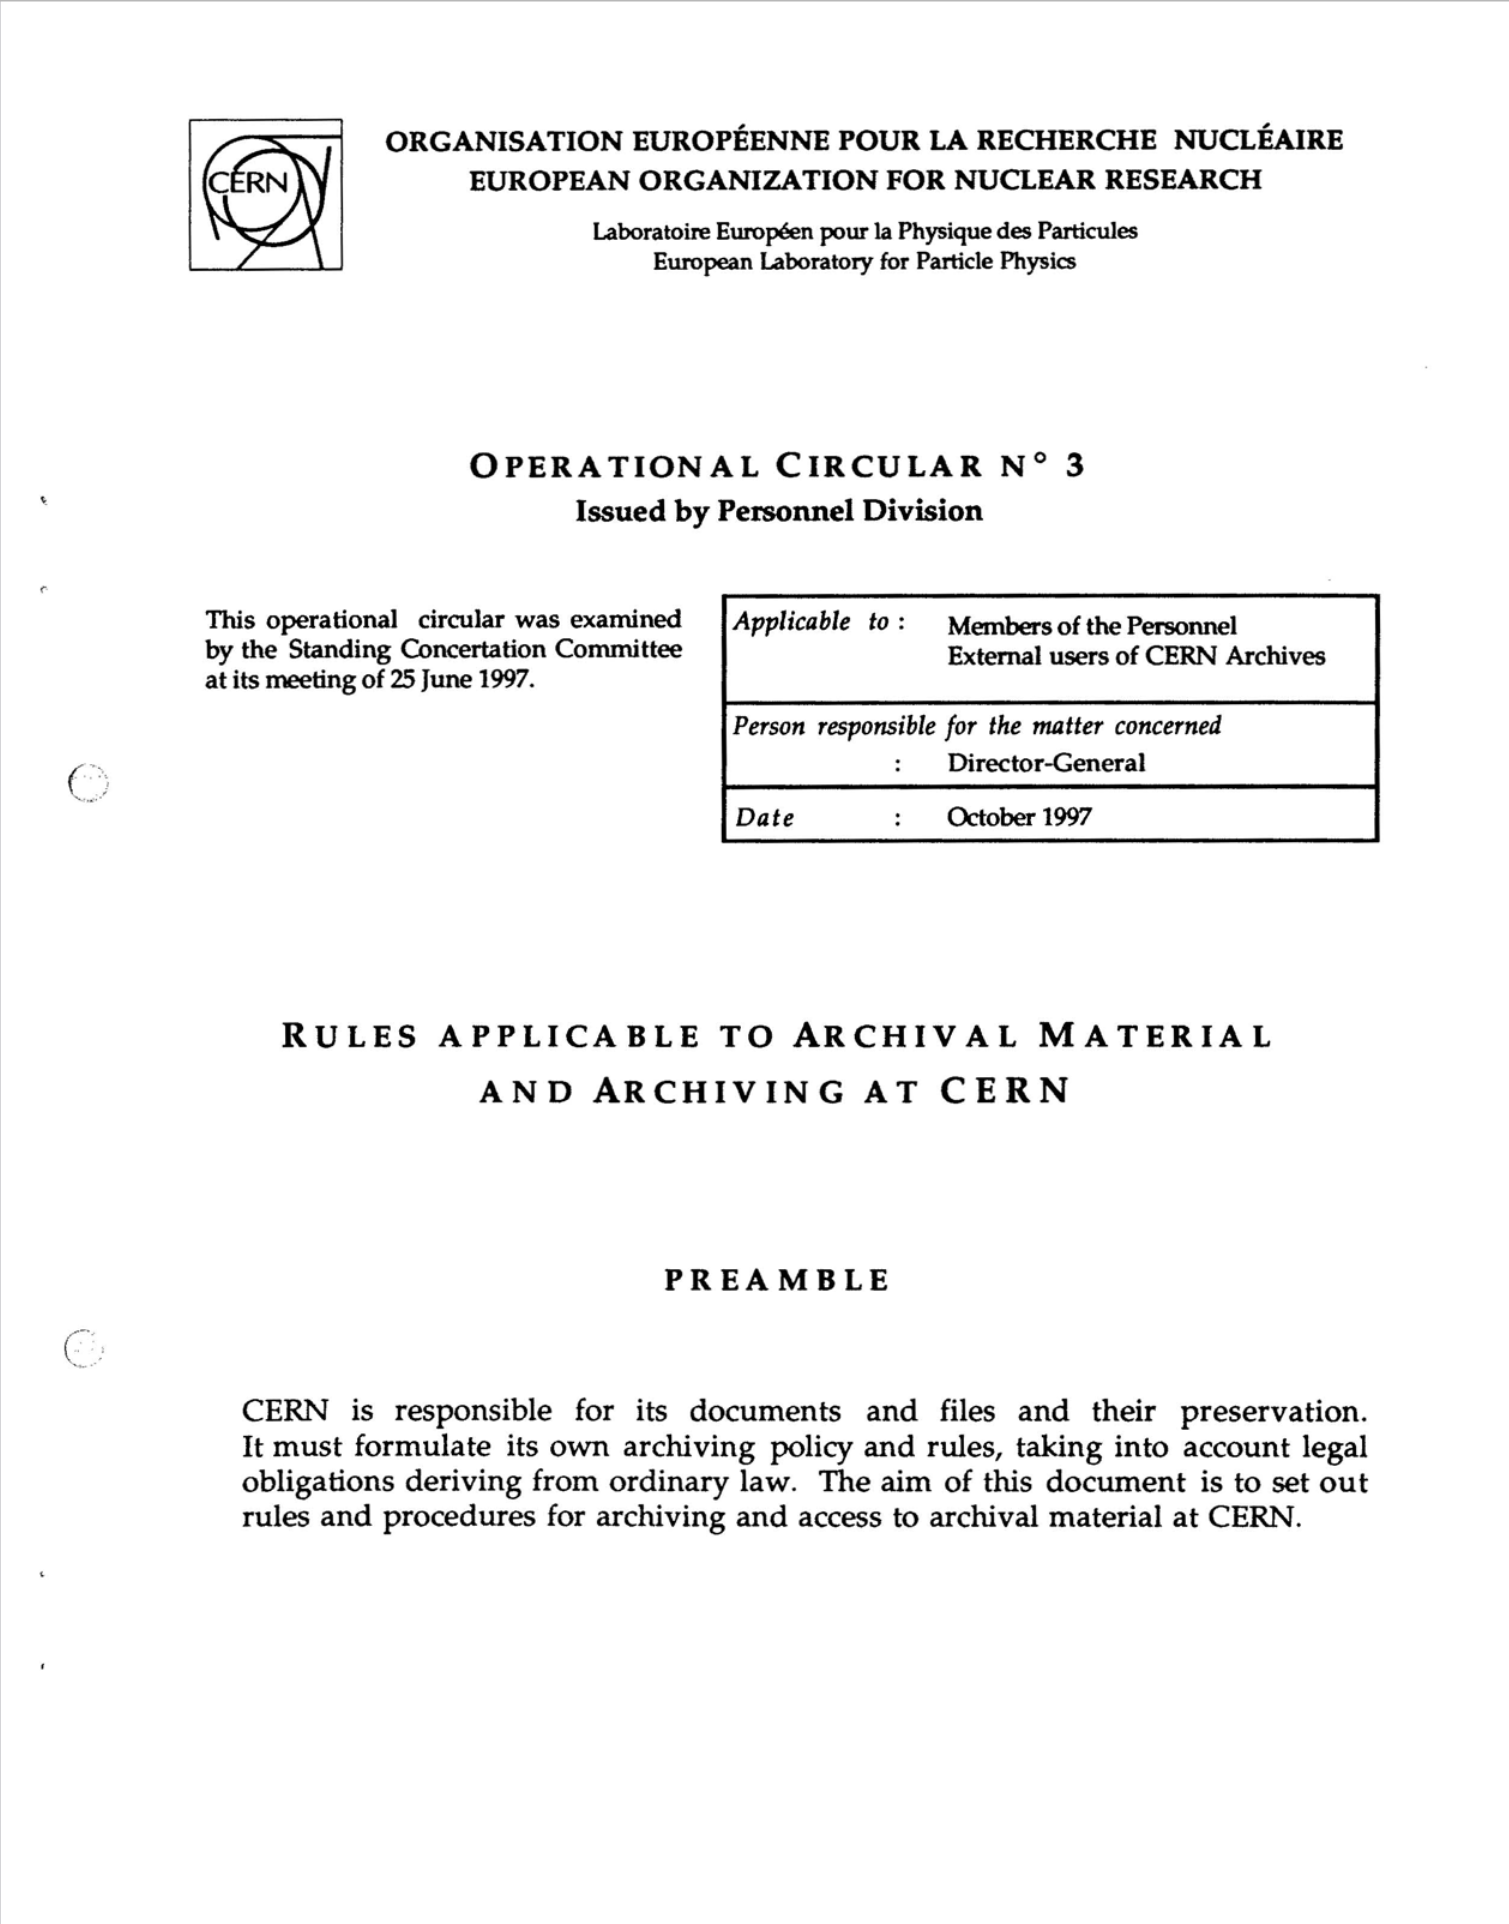 CERN
ORGANISATION EUROPÉENNE POUR LA RECHERCHE NUCLÉAIRE
EUROPEAN ORGANIZATION FOR NUCLEAR RESEARCH
Laboratoire Européen pour la Physique des Particules
European Laboratory for Particle Physics
OPERATIONAL CIRCULAR N° 3
Issued by Personnel Division
This operational circular was examined
by the Standing Concertation Committee
at its meeting of 25 June 1997.
Applicable to : Members of the Personnel
External users of CERN Archives
Person responsible for the matter concerned
: Director-General
Date : October 1997
RULES APPLICABLE TO ARCHIVAL MATERIAL
AND ARCHIVING AT CERN
PREAMBLE
CERN is responsible for its documents and files and their preservation.
It must formulate its own archiving policy and rules, taking into account legal
obligations deriving from ordinary law. The aim of this document is to set out
rules and procedures for archiving and access to archival material at CERN.